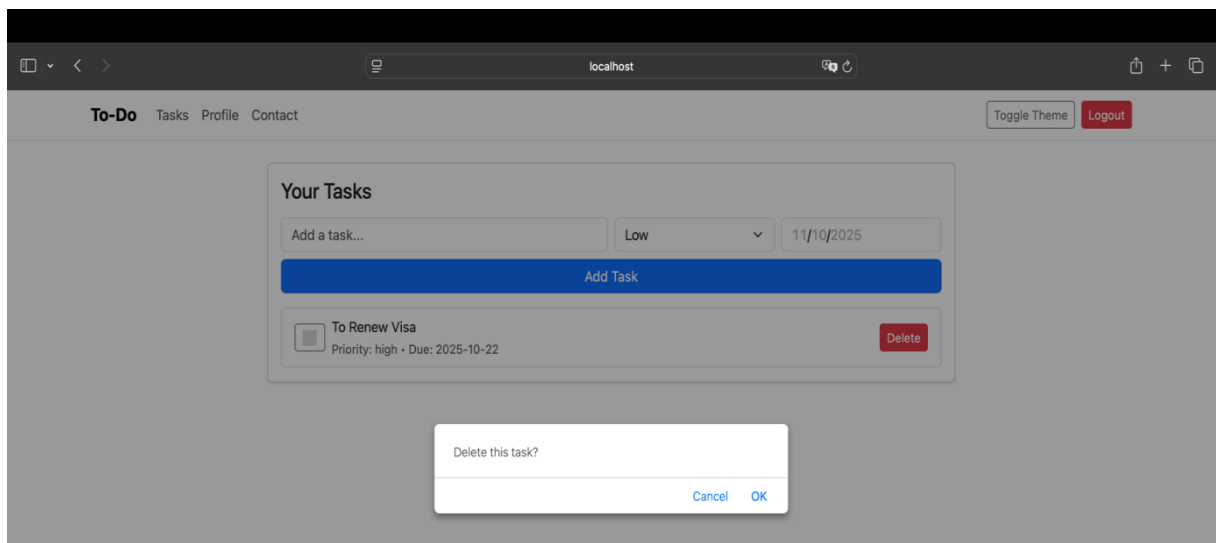 localhost
To-Do Tasks Profile Contact Toggle Theme Logout
Your Tasks
Add a task... Low 11/10/2025
Add Task
To Renew Visa
Priority: high • Due: 2025-10-22
Delete
Delete this task?
Cancel OK